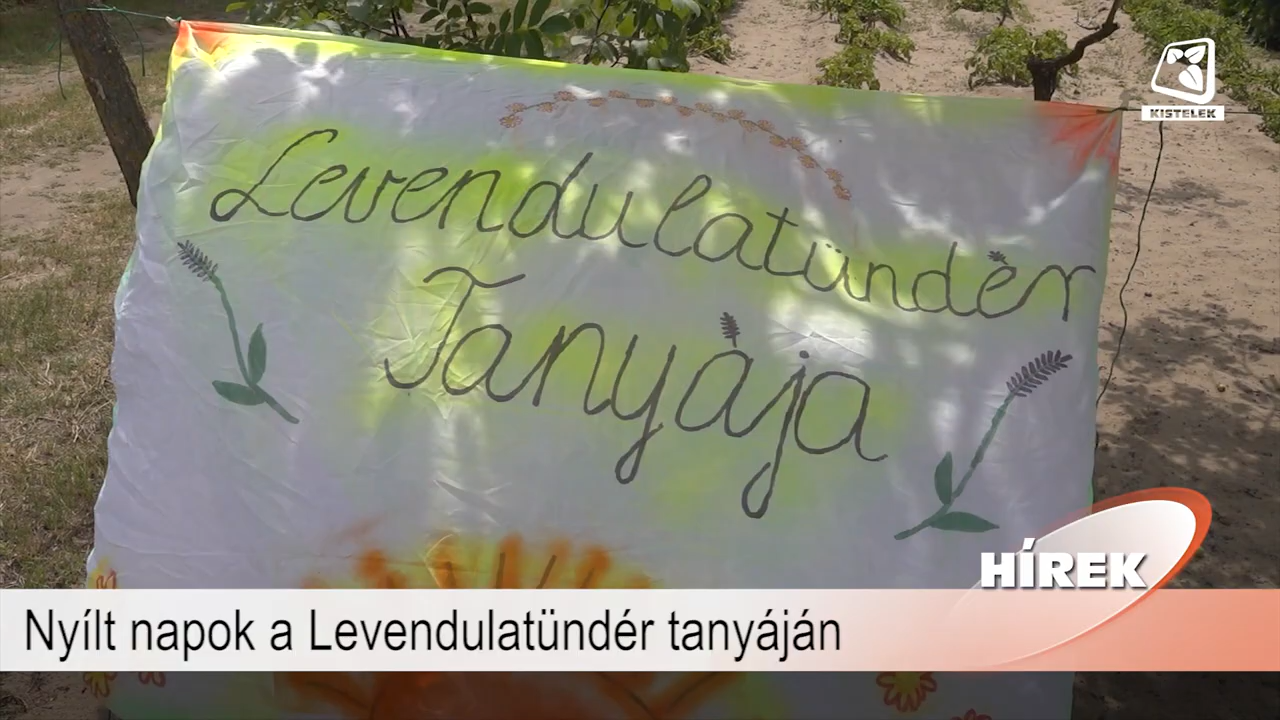 KISTELEK
Levendulatündér
Tanyája
HÍREK
Nyílt napok a Levendulatündér tanyáján